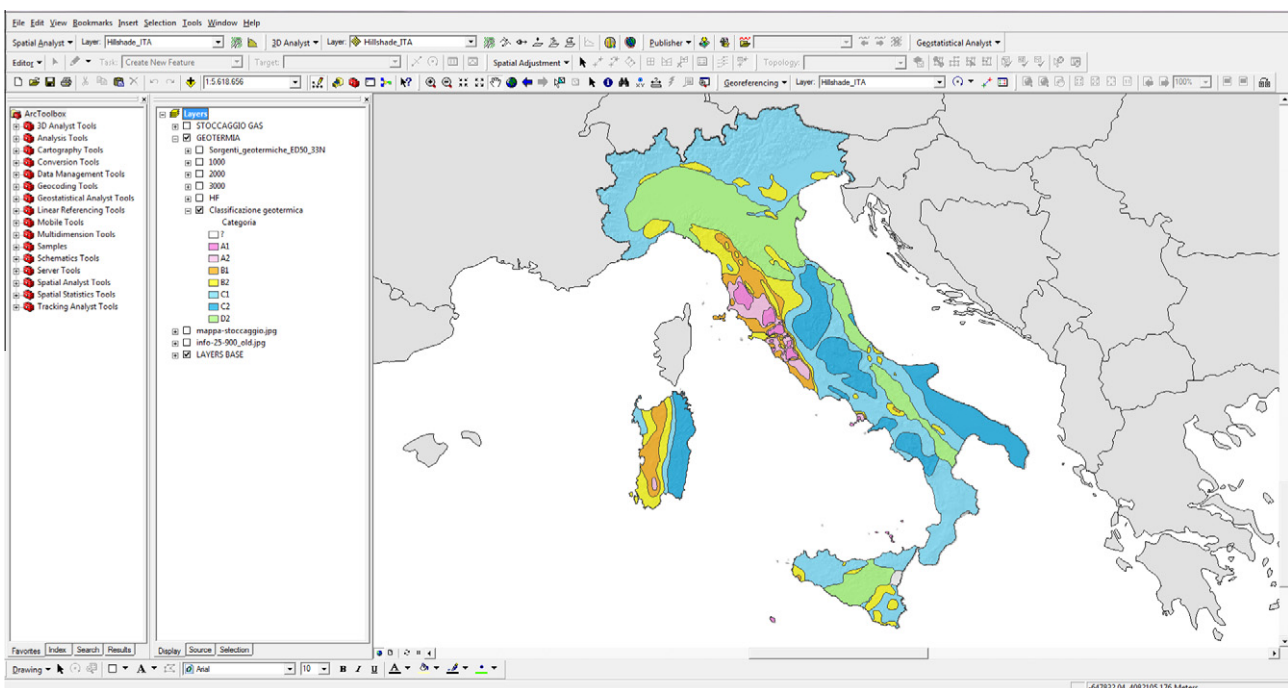 File Edit View Bookmarks Insert Selection Tools Window Help
Spatial Analyst Layer: Hillshade_ITA 3D Analyst Layer: Hillshade_ITA Publisher Geostatistical Analyst
Editor Task: Create New Feature Target: Spatial Adjustment Topology:
1:5.618.656 Georeferencing Layer: Hillshade_ITA 100%
ArcToolbox
3D Analyst Tools
Analysis Tools
Cartography Tools
Conversion Tools
Data Management Tools
Geocoding Tools
Geostatistical Analyst Tools
Linear Referencing Tools
Mobile Tools
Multidimension Tools
Samples
Schematics Tools
Server Tools
Spatial Analyst Tools
Spatial Statistics Tools
Tracking Analyst Tools
Layers
STOCCAGGIO GAS
GEOTERMIA
Sorgenti_geotermiche_ED50_33N
1000
2000
3000
HF
Classificazione geotermica
Categoria
?
A1
A2
B1
B2
C1
C2
D2
mappa-stoccaggio.jpg
info-25-900_old.jpg
LAYERS BASE
Favorites Index Search Results
Display Source Selection
Drawing A Arial 10 B I U A
-647832,04 4082105,176 Meters